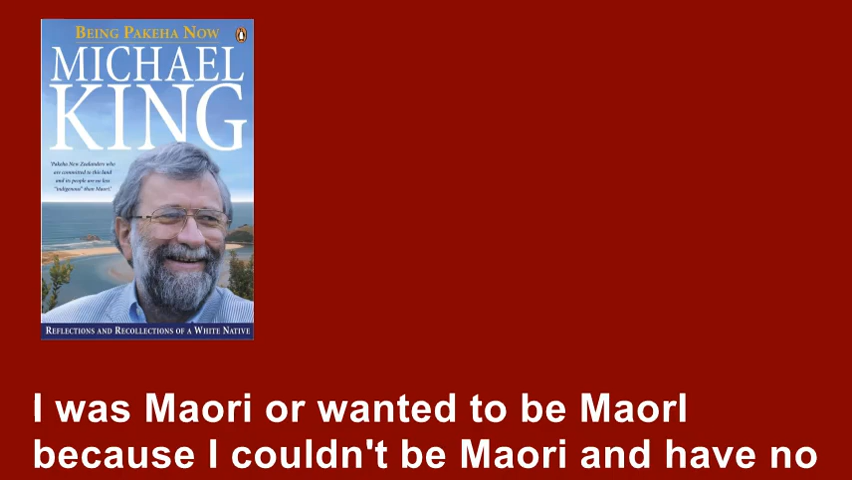 BEING PAKEHA NOW
MICHAEL
KING
'Pakeha New Zealanders who
are committed to this land
and its people are no less
"indigenous" than Maori.'
REFLECTIONS AND RECOLLECTIONS OF A WHITE NATIVE
I was Maori or wanted to be MaorI
because I couldn't be Maori and have no